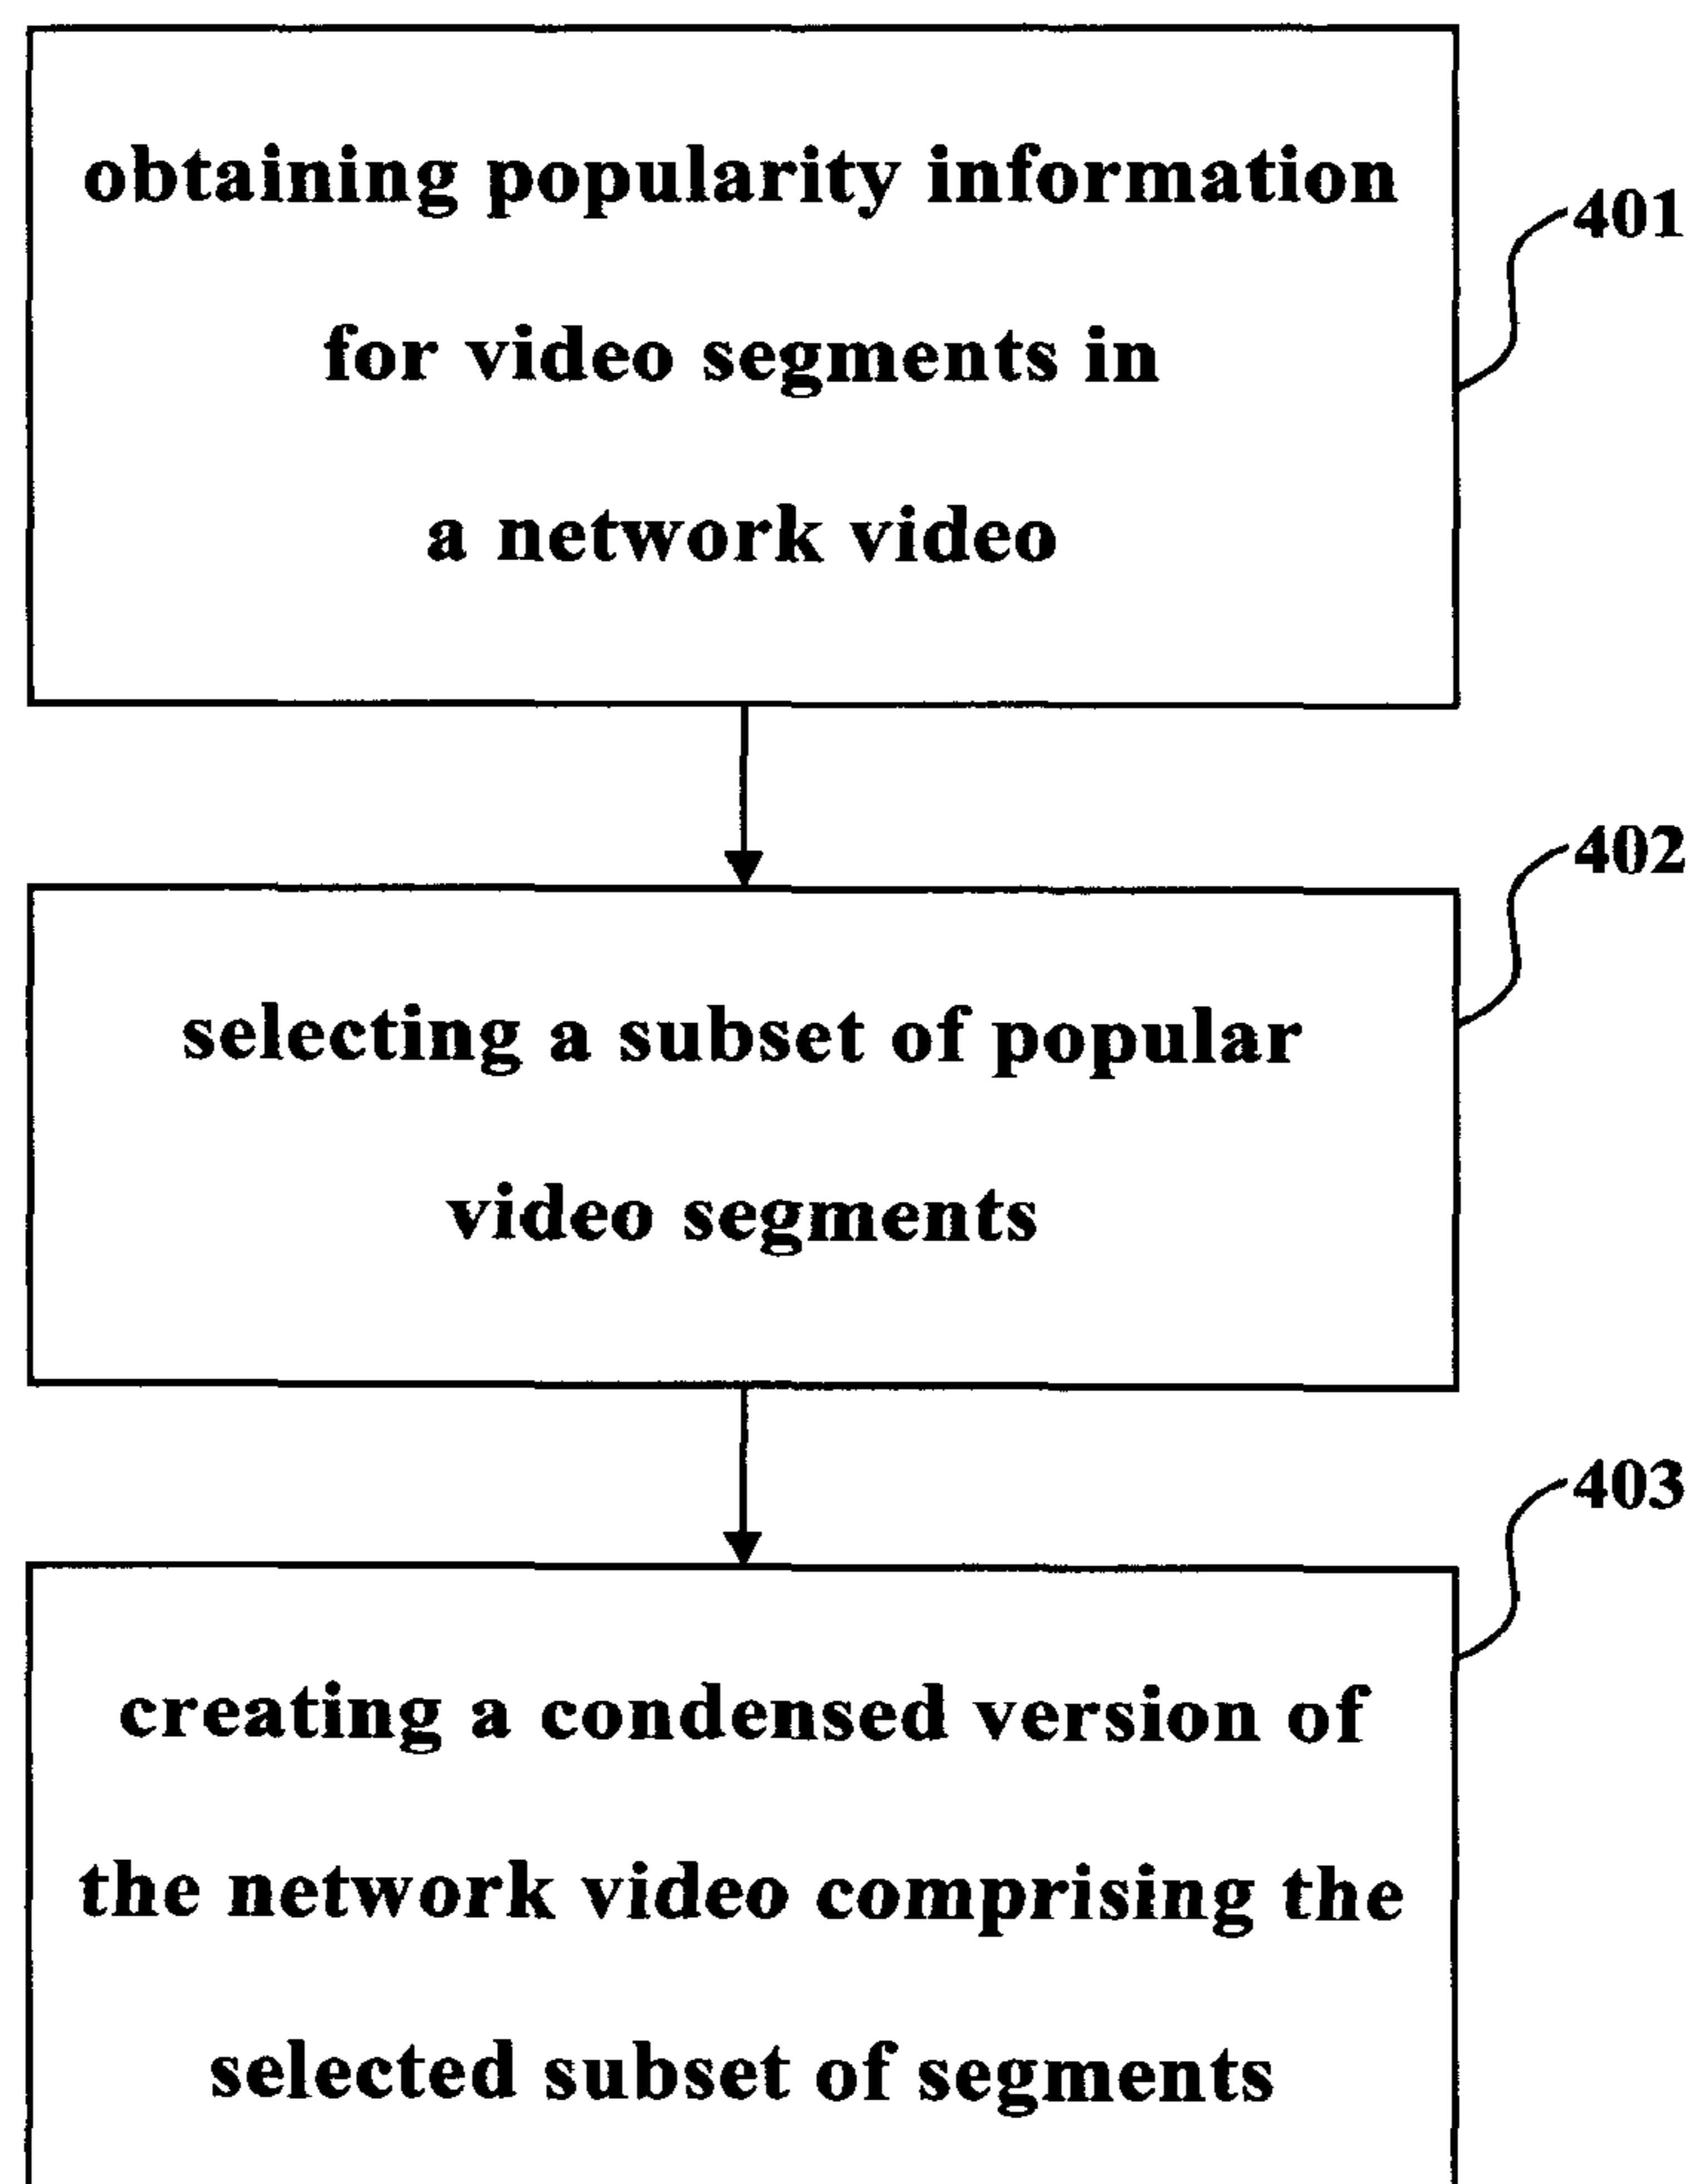 obtaining popularity information
for video segments in
a network video
401
selecting a subset of popular
video segments
402
creating a condensed version of
the network video comprising the
selected subset of segments
403